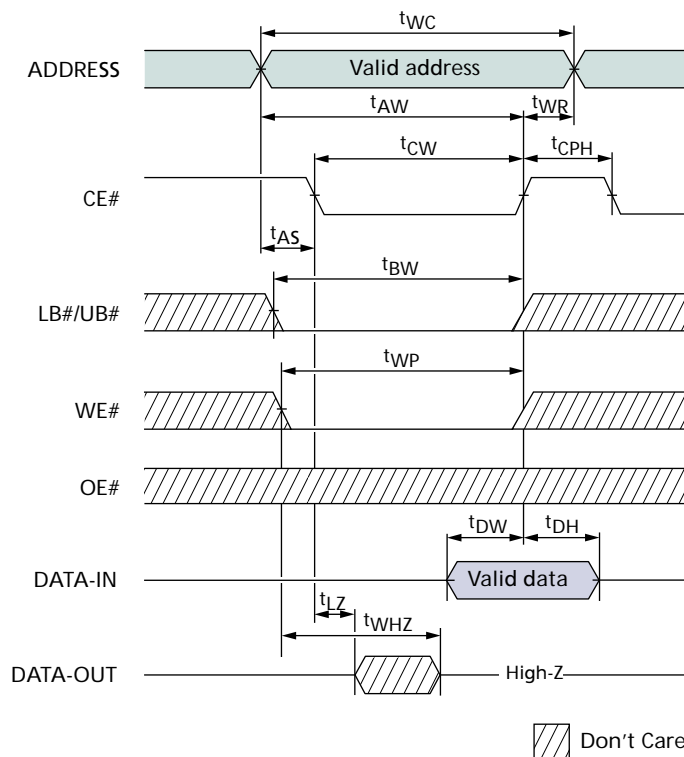 tWC
ADDRESS
Valid address
tAW
tWR
tCW
tCPH
CE#
tAS
tBW
LB#/UB#
tWP
WE#
OE#
tDW
tDH
DATA-IN
Valid data
tLZ
tWHZ
DATA-OUT
High-Z
Don't Care